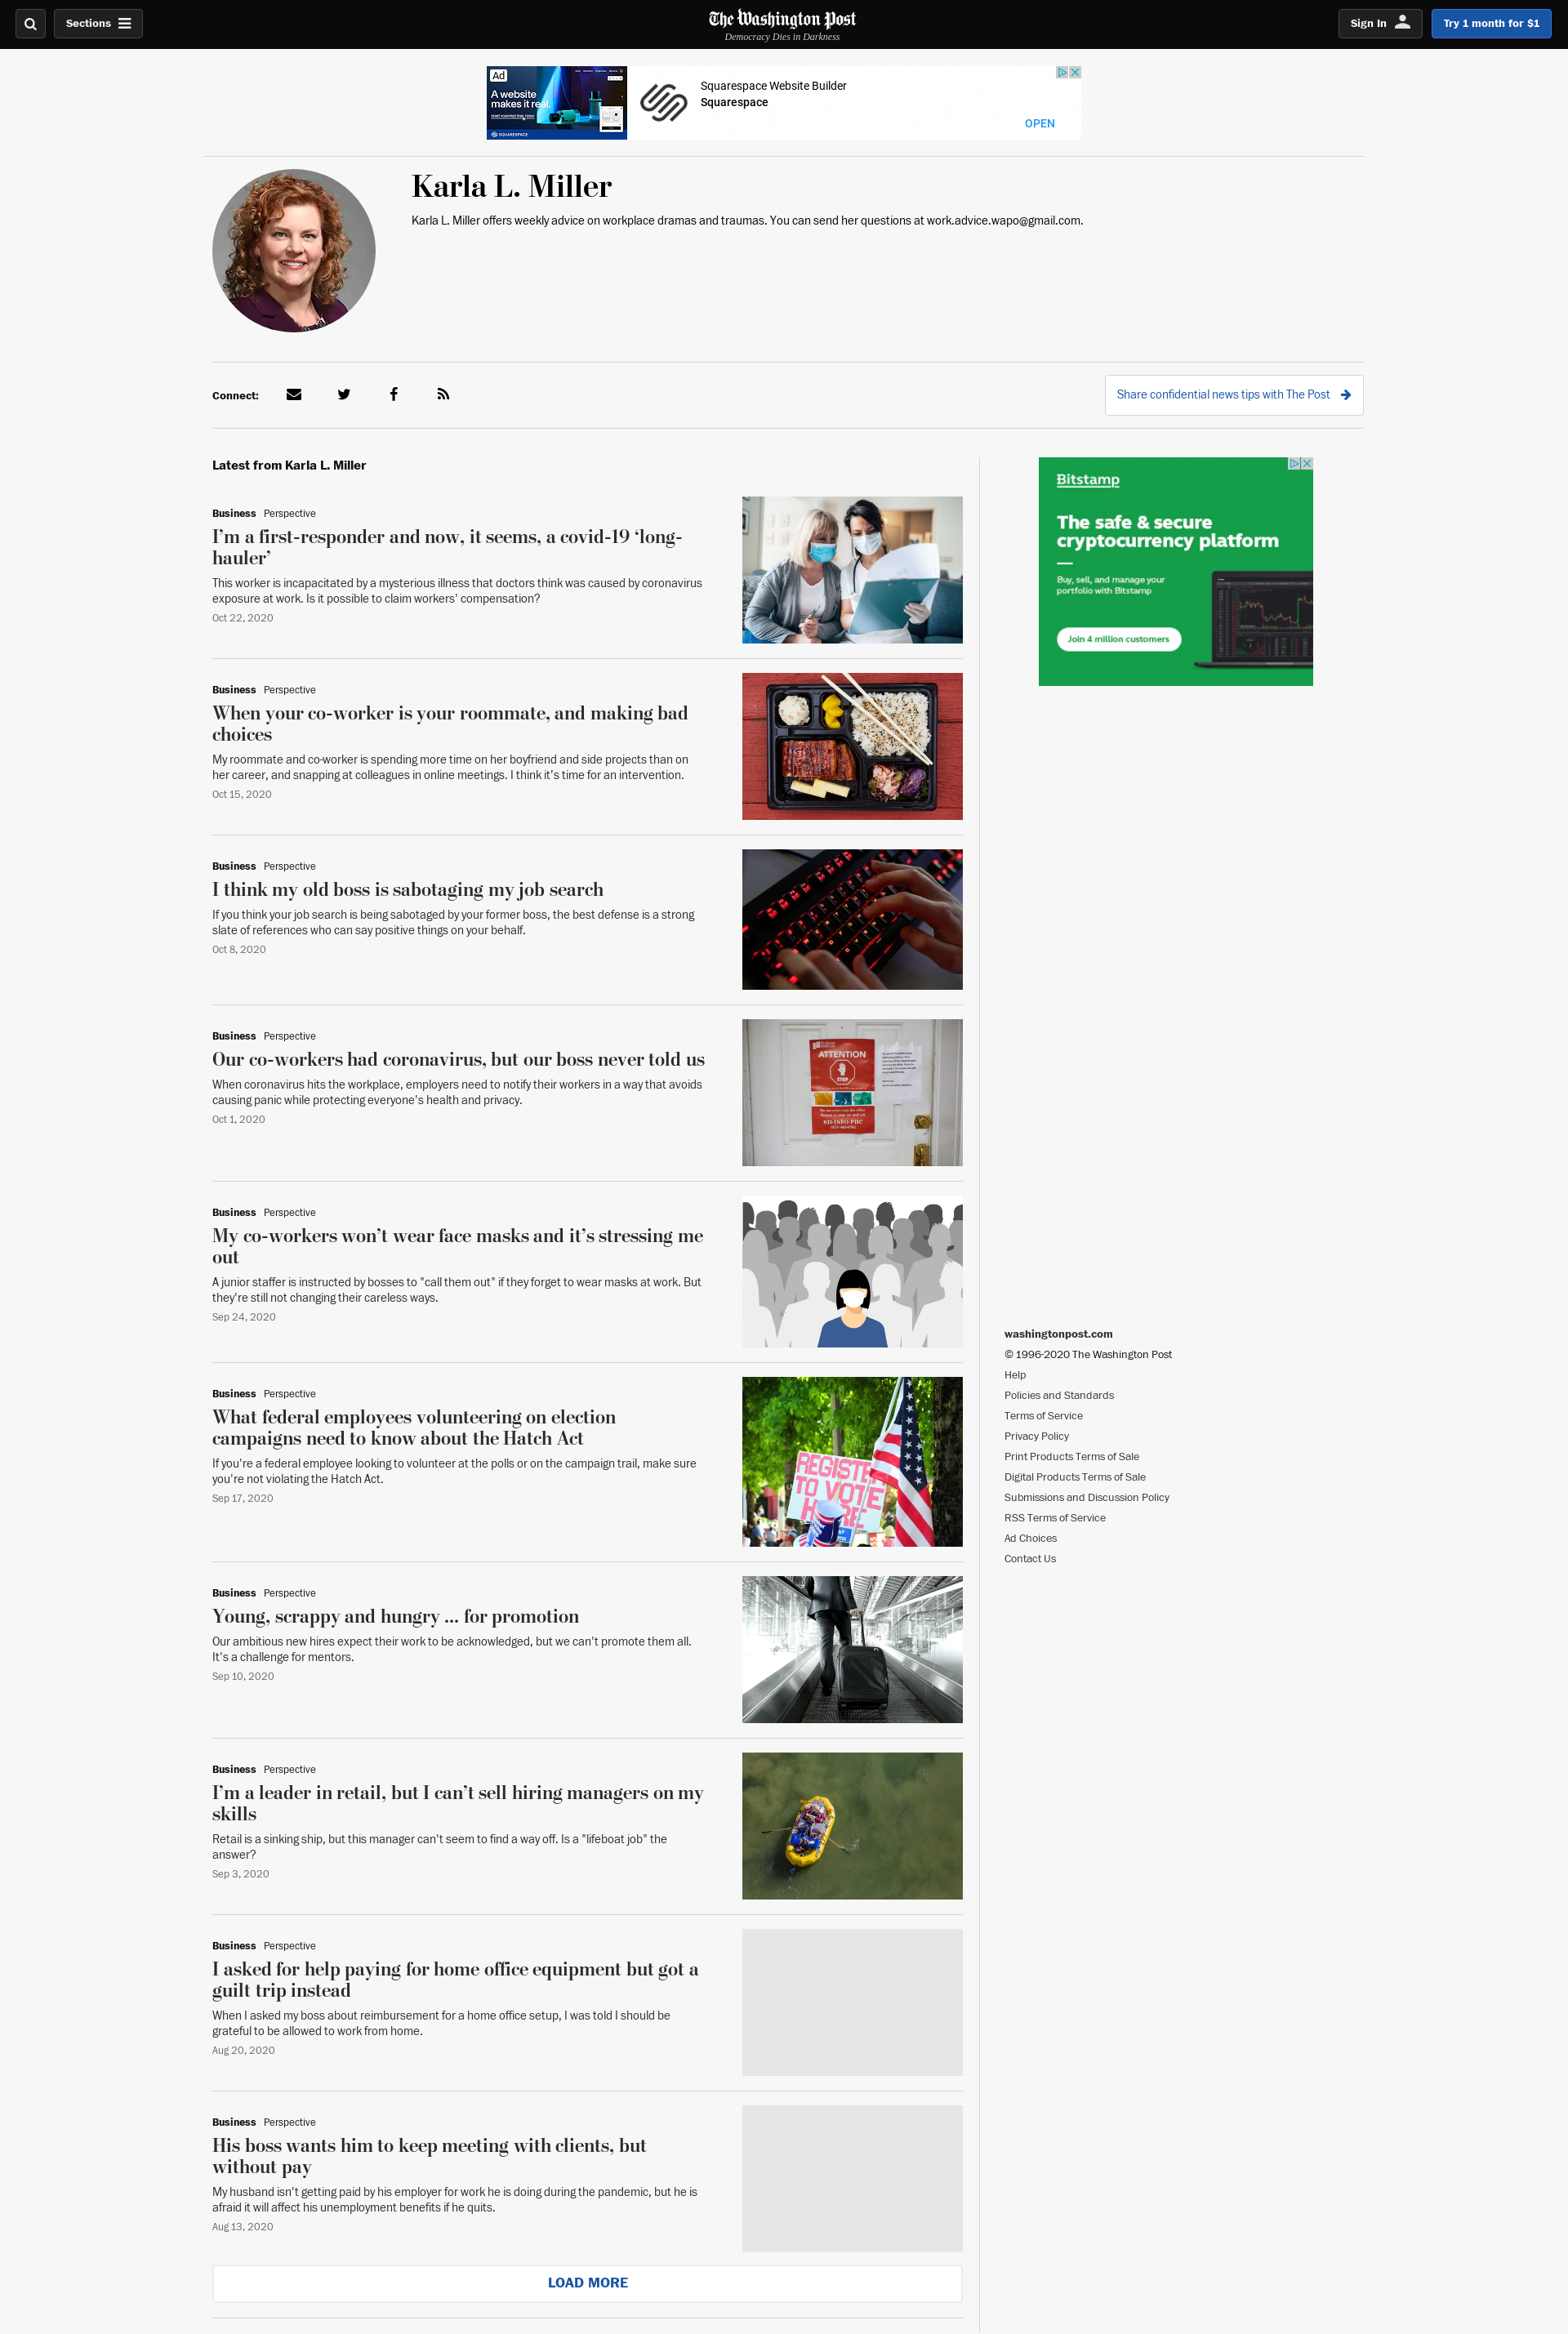 Sections
The Washington Post
Democracy Dies in Darkness
Sign In
Try 1 month for $1
Ad
A website
makes it real.
START YOUR TRIAL TODAY
SQUARESPACE
Squarespace Website Builder
Squarespace
OPEN
Karla L. Miller
Karla L. Miller offers weekly advice on workplace dramas and traumas. You can send her questions at work.advice.wapo@gmail.com.
Connect:
Share confidential news tips with The Post
Latest from Karla L. Miller
Business Perspective
I’m a first-responder and now, it seems, a covid-19 ‘long-
hauler’
This worker is incapacitated by a mysterious illness that doctors think was caused by coronavirus
exposure at work. Is it possible to claim workers' compensation?
Oct 22, 2020
Business Perspective
When your co-worker is your roommate, and making bad
choices
My roommate and co-worker is spending more time on her boyfriend and side projects than on
her career, and snapping at colleagues in online meetings. I think it's time for an intervention.
Oct 15, 2020
Business Perspective
I think my old boss is sabotaging my job search
If you think your job search is being sabotaged by your former boss, the best defense is a strong
slate of references who can say positive things on your behalf.
Oct 8, 2020
Business Perspective
Our co-workers had coronavirus, but our boss never told us
When coronavirus hits the workplace, employers need to notify their workers in a way that avoids
causing panic while protecting everyone's health and privacy.
Oct 1, 2020
ATTENTION
STOP
Business Perspective
My co-workers won’t wear face masks and it’s stressing me
out
A junior staffer is instructed by bosses to "call them out" if they forget to wear masks at work. But
they're still not changing their careless ways.
Sep 24, 2020
Business Perspective
What federal employees volunteering on election
campaigns need to know about the Hatch Act
If you're a federal employee looking to volunteer at the polls or on the campaign trail, make sure
you're not violating the Hatch Act.
Sep 17, 2020
REGISTER
TO VOTE
HERE
Business Perspective
Young, scrappy and hungry ... for promotion
Our ambitious new hires expect their work to be acknowledged, but we can't promote them all.
It's a challenge for mentors.
Sep 10, 2020
Business Perspective
I’m a leader in retail, but I can’t sell hiring managers on my
skills
Retail is a sinking ship, but this manager can't seem to find a way off. Is a "lifeboat job" the
answer?
Sep 3, 2020
Business Perspective
I asked for help paying for home office equipment but got a
guilt trip instead
When I asked my boss about reimbursement for a home office setup, I was told I should be
grateful to be allowed to work from home.
Aug 20, 2020
Business Perspective
His boss wants him to keep meeting with clients, but
without pay
My husband isn't getting paid by his employer for work he is doing during the pandemic, but he is
afraid it will affect his unemployment benefits if he quits.
Aug 13, 2020
LOAD MORE
Bitstamp
The safe & secure
cryptocurrency platform
Buy, sell, and manage your
portfolio with Bitstamp
Join 4 million customers
washingtonpost.com
© 1996-2020 The Washington Post
Help
Policies and Standards
Terms of Service
Privacy Policy
Print Products Terms of Sale
Digital Products Terms of Sale
Submissions and Discussion Policy
RSS Terms of Service
Ad Choices
Contact Us